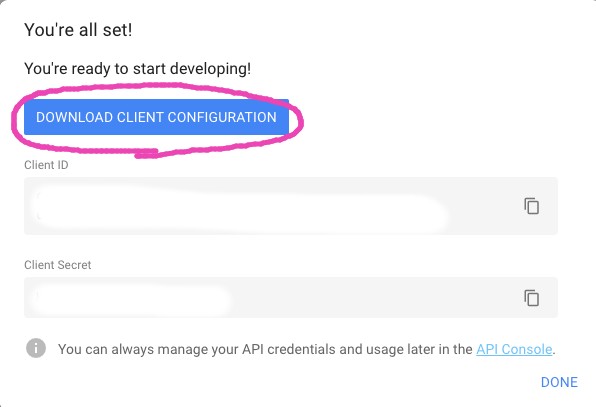 You're all set!
You're ready to start developing!
DOWNLOAD CLIENT CONFIGURATION
Client ID
Client Secret
You can always manage your API credentials and usage later in the API Console.
DONE